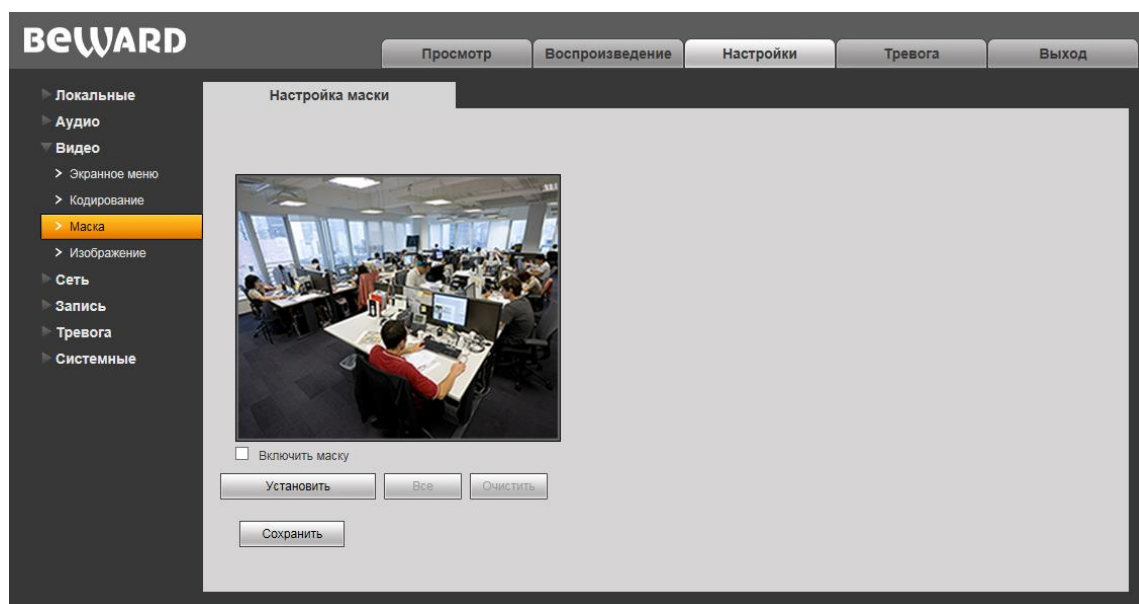 BEWARD
Просмотр Воспроизведение Настройки Тревога Выход
Локальные
Аудио
Видео
> Экранное меню
> Кодирование
> Маска
> Изображение
Сеть
Запись
Тревога
Системные
Настройка маски
Включить маску
Установить Все Очистить
Сохранить